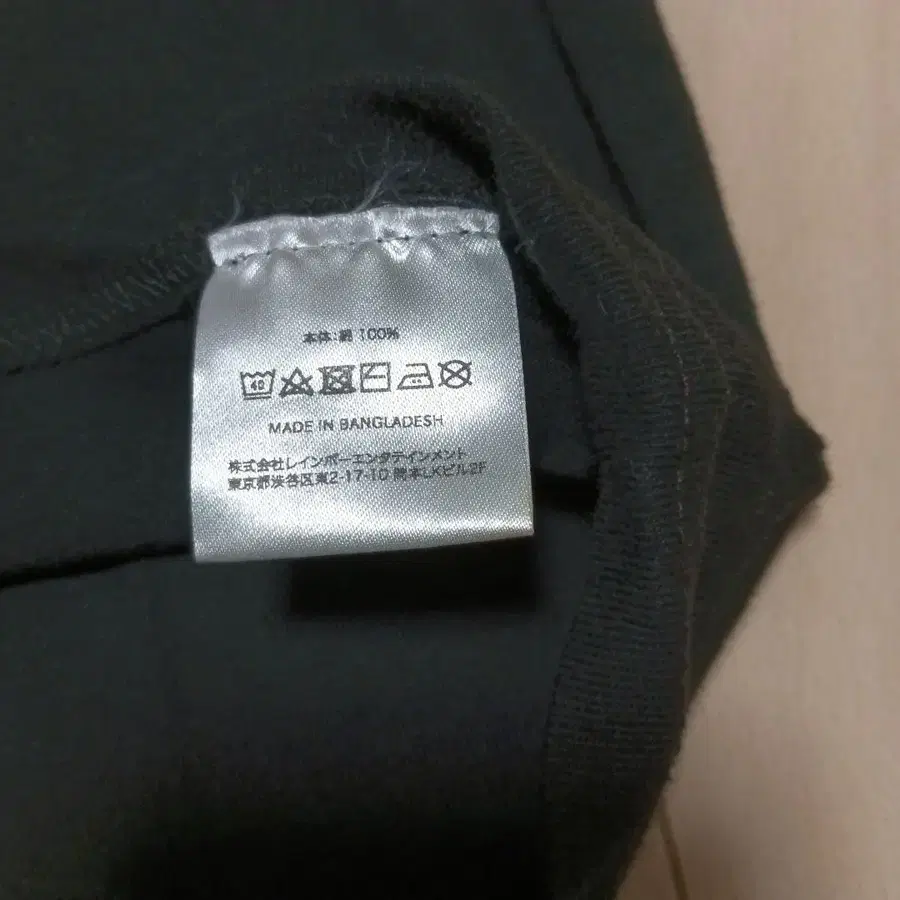 本体:綿 100%
40
MADE IN BANGLADESH
株式会社レインボーエンタテインメント
東京都渋谷区東2-17-10 岡本LKビル2F